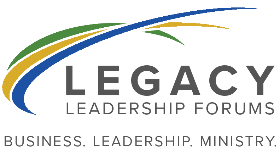 LEGACY
LEADERSHIP FORUMS
BUSINESS. LEADERSHIP. MINISTRY.